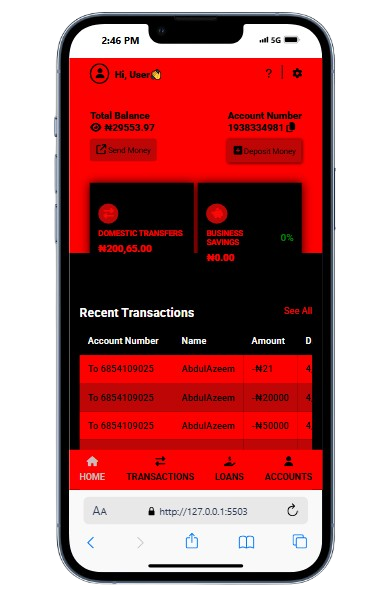 2:46 PM
5G
Hi, User👋
?
Total Balance
₦29553.97
Account Number
1938334981
Send Money
Deposit Money
DOMESTIC TRANSFERS
₦200,65.00
BUSINESS
SAVINGS
0%
₦0.00
Recent Transactions
See All
Account Number Name Amount D
To 6854109025 AbdulAzeem -₦21 4
To 6854109025 AbdulAzeem -₦20000 4
To 6854109025 AbdulAzeem -₦50000 4
HOME
TRANSACTIONS
LOANS
ACCOUNTS
AA
http://127.0.0.1:5503